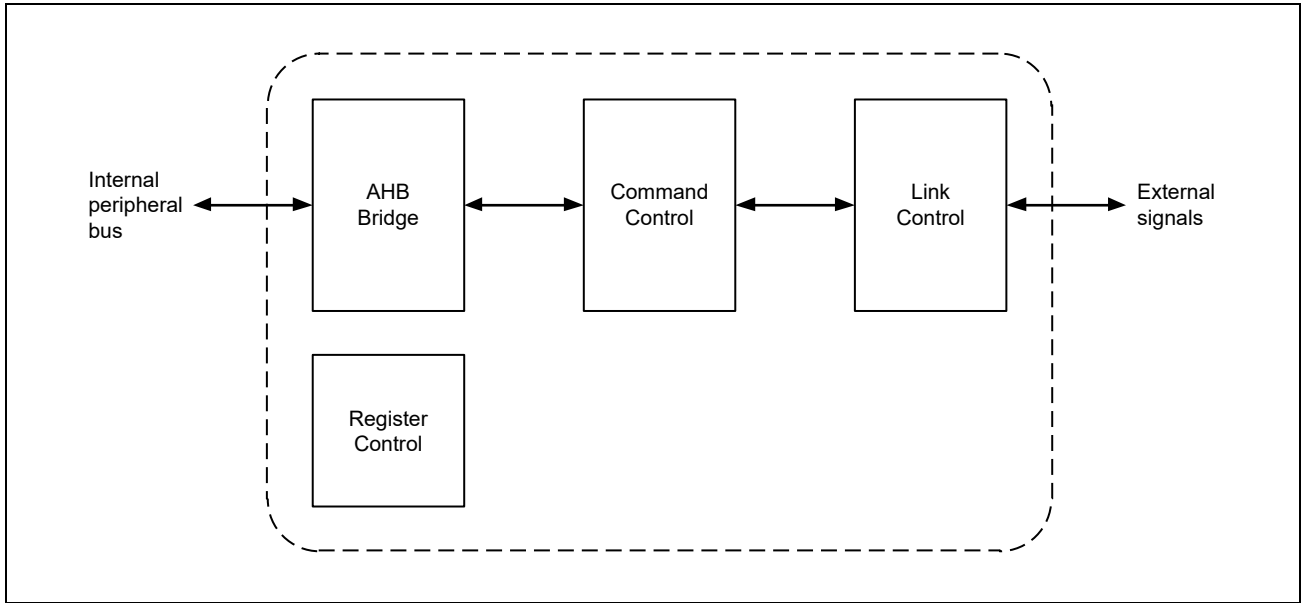 Internal
peripheral
bus
AHB
Bridge
Command
Control
Link
Control
External
signals
Register
Control